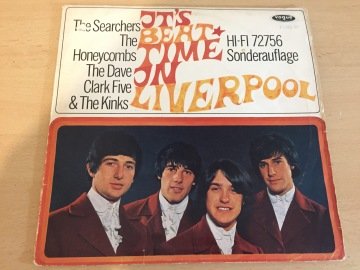 The Searchers
The
Honeycombs
The Dave
Clark Five
& The Kinks
IT'S
BEAT-
TIME
IN
LIVERPOOL
HI-FI 72756
Sonderauflage
Vogue